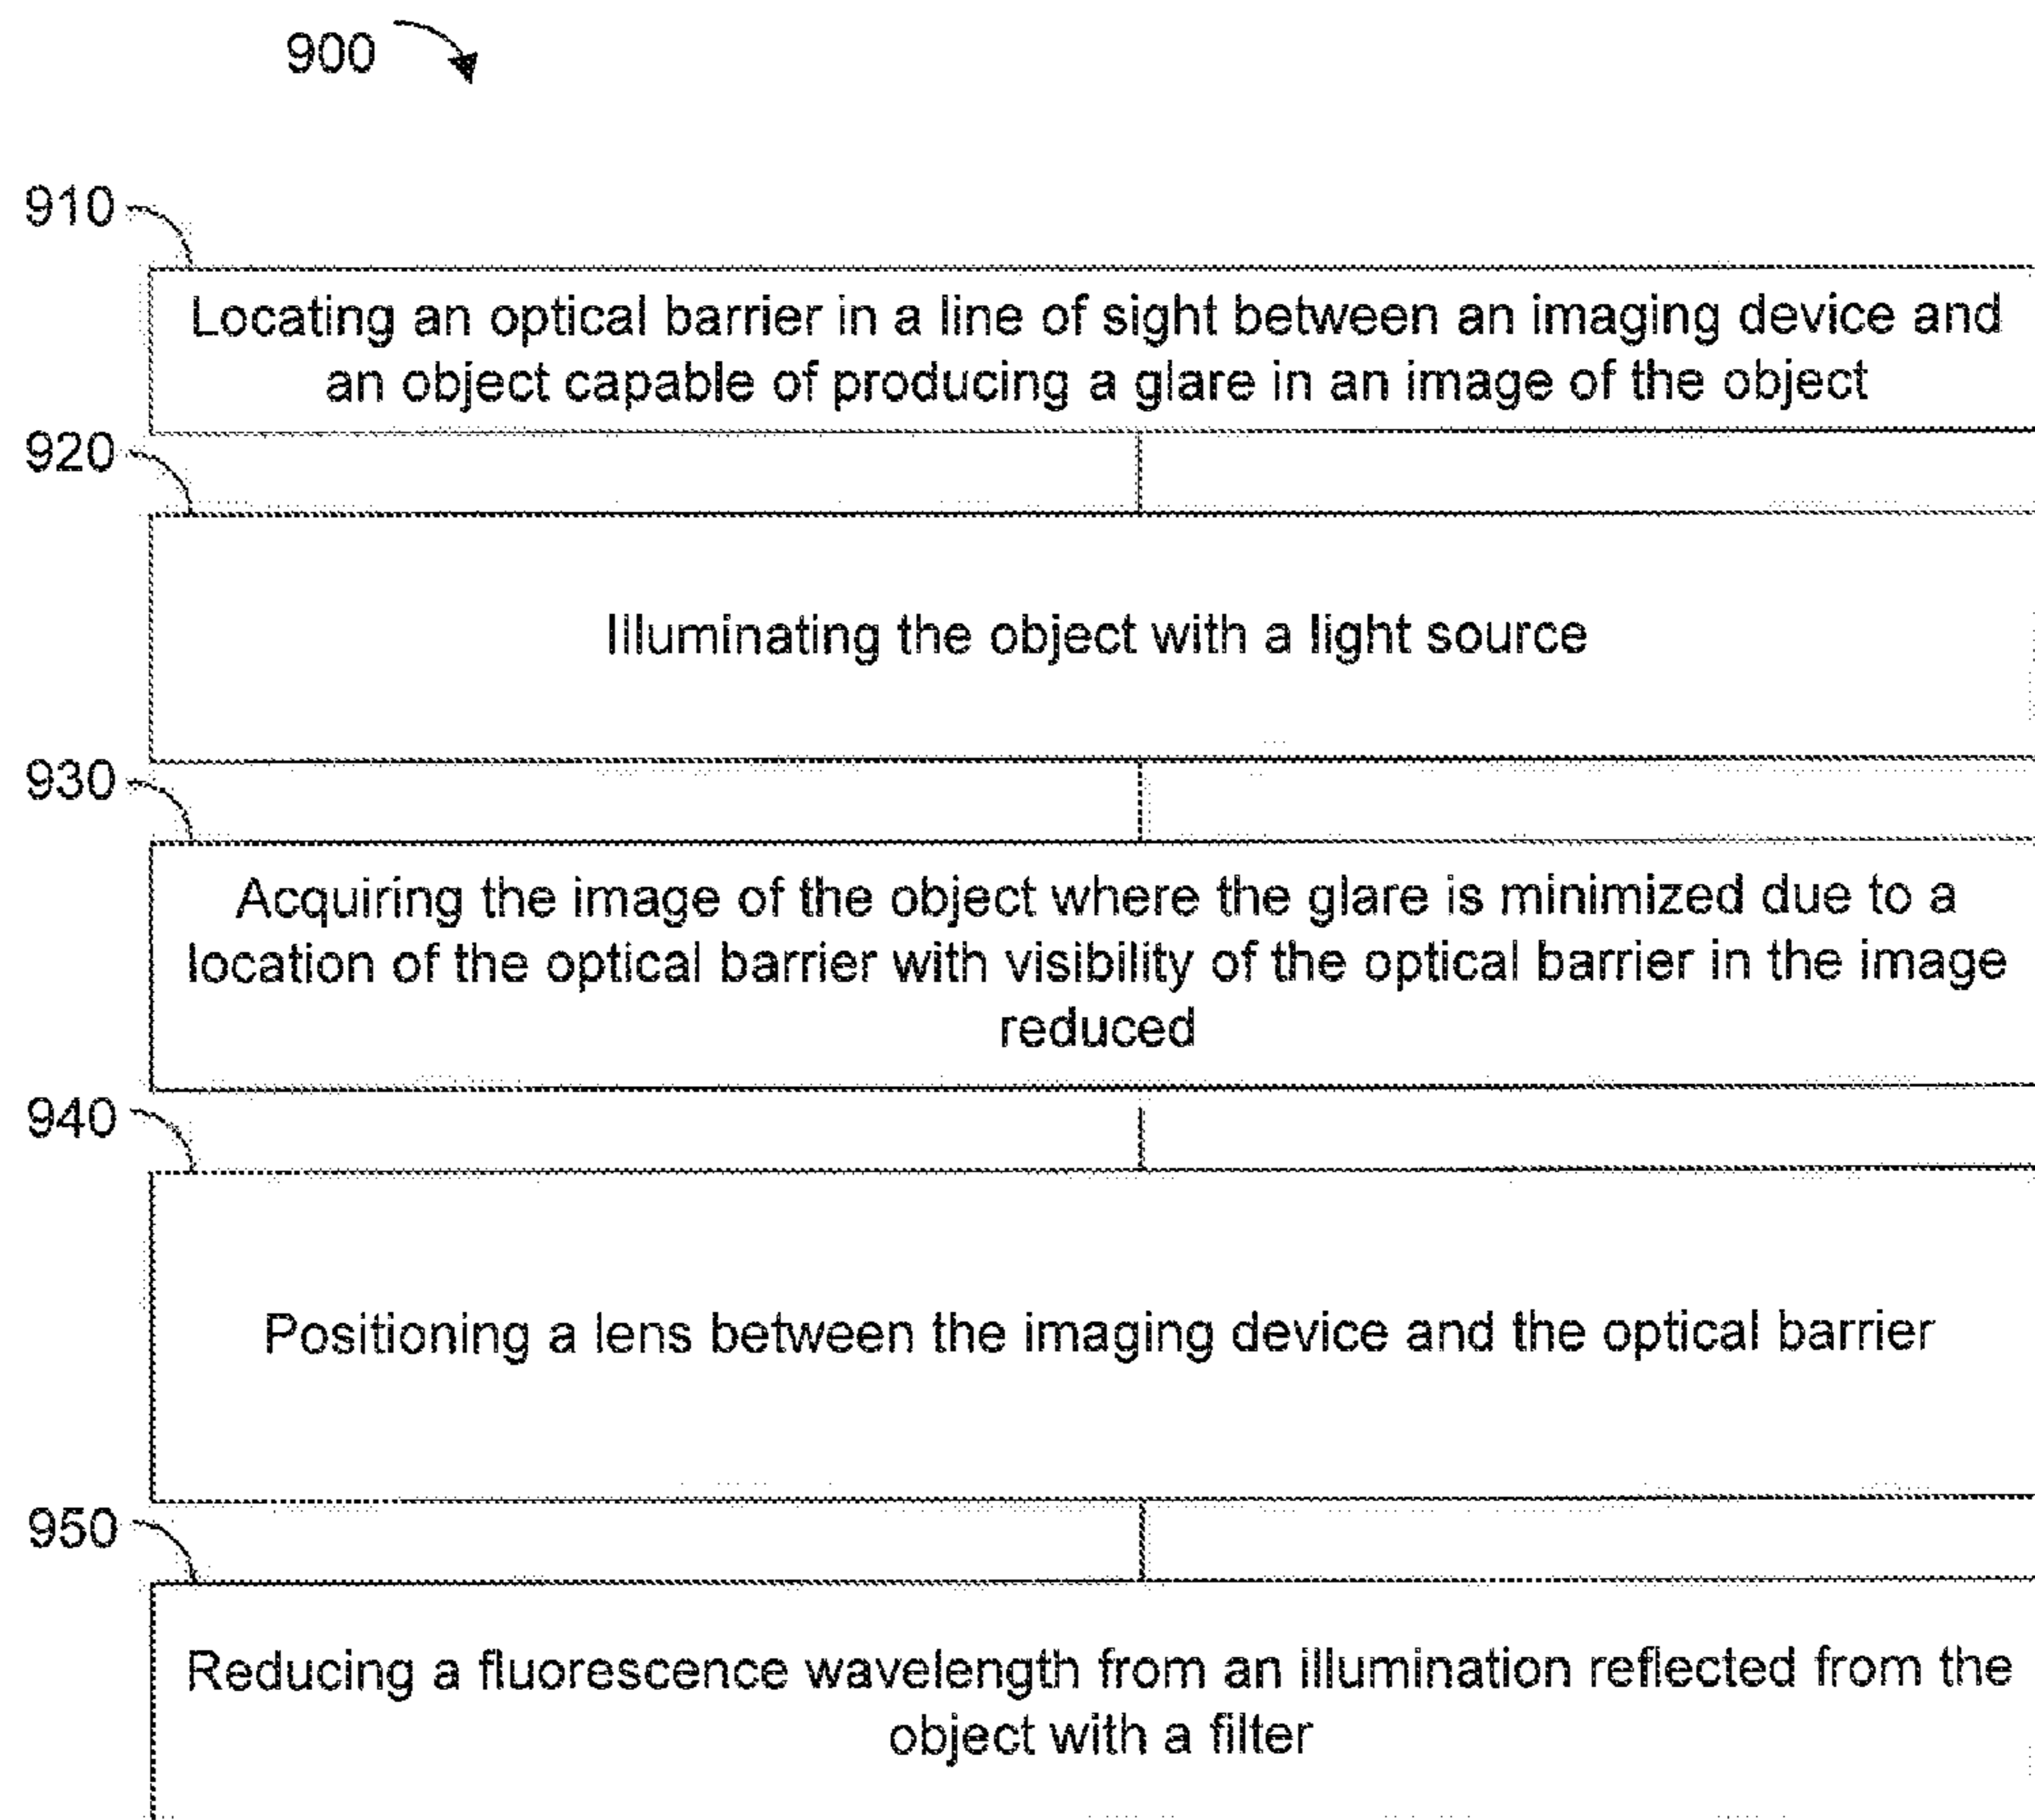 900
910
Locating an optical barrier in a line of sight between an imaging device and
an object capable of producing a glare in an image of the object
920
Illuminating the object with a light source
930
Acquiring the image of the object where the glare is minimized due to a
location of the optical barrier with visibility of the optical barrier in the image
reduced
940
Positioning a lens between the imaging device and the optical barrier
950
Reducing a fluorescence wavelength from an illumination reflected from the
object with a filter